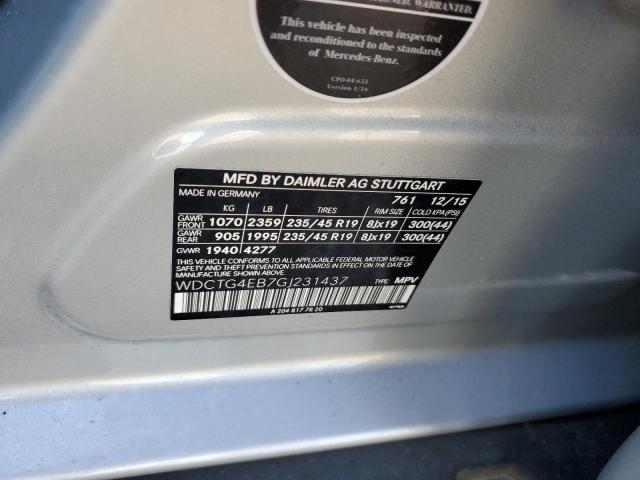 OWNED. WARRANTED.
This vehicle has been inspected
and reconditioned to the standards
of Mercedes-Benz.
CPO-04-635
Version 1/16
MFD BY DAIMLER AG STUTTGART
MADE IN GERMANY 761 12/15
KG LB TIRES RIM SIZE COLD KPA(PSI)
GAWR FRONT 1070 2359 235/45 R19 8Jx19 300(44)
GAWR REAR 905 1995 235/45 R19 8Jx19 300(44)
GVWR 1940 4277
THIS VEHICLE CONFORMS TO ALL APPLICABLE FEDERAL MOTOR VEHICLE
SAFETY, BUMPER, AND THEFT PREVENTION STANDARDS IN EFFECT ON THE DATE OF
MANUFACTURE SHOWN ABOVE.
WDCTG4EB7GJ231437 TYPE: MPV
A 204 817 78 20